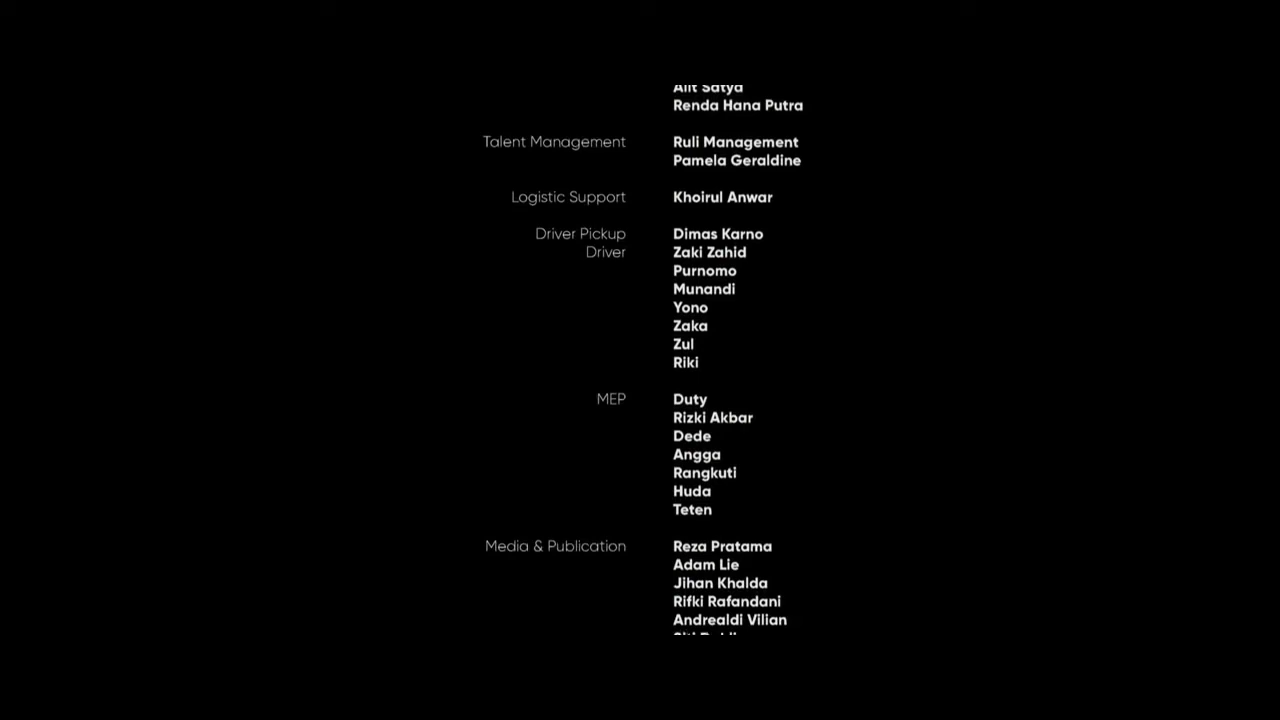 Alit Satya
Renda Hana Putra
Talent Management Ruli Management
Pamela Geraldine
Logistic Support Khoirul Anwar
Driver Pickup Dimas Karno
Driver Zaki Zahid
Purnomo
Munandi
Yono
Zaka
Zul
Riki
MEP Duty
Rizki Akbar
Dede
Angga
Rangkuti
Huda
Teten
Media & Publication Reza Pratama
Adam Lie
Jihan Khalda
Rifki Rafandani
Andrealdi Vilian